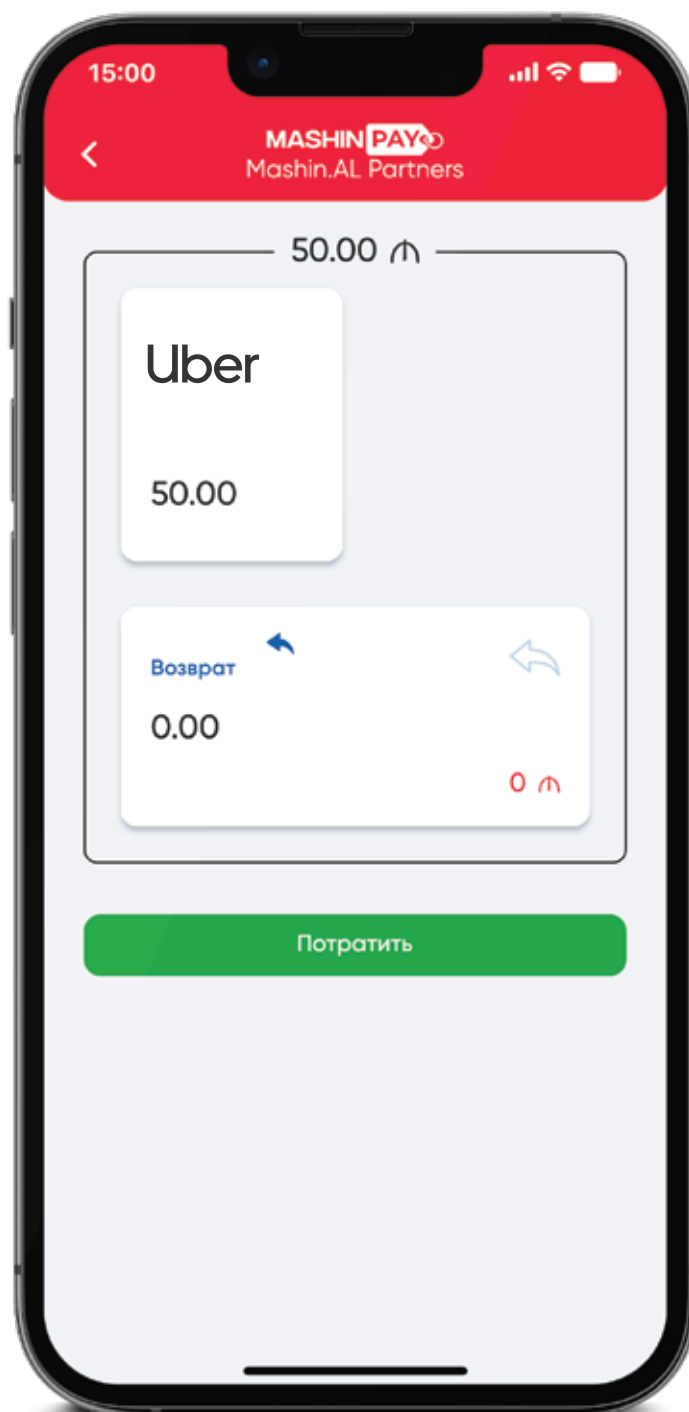 15:00
MASHIN PAY
Mashin.AL Partners
50.00 ₼
Uber
50.00
Возврат
0.00
0 ₼
Потратить